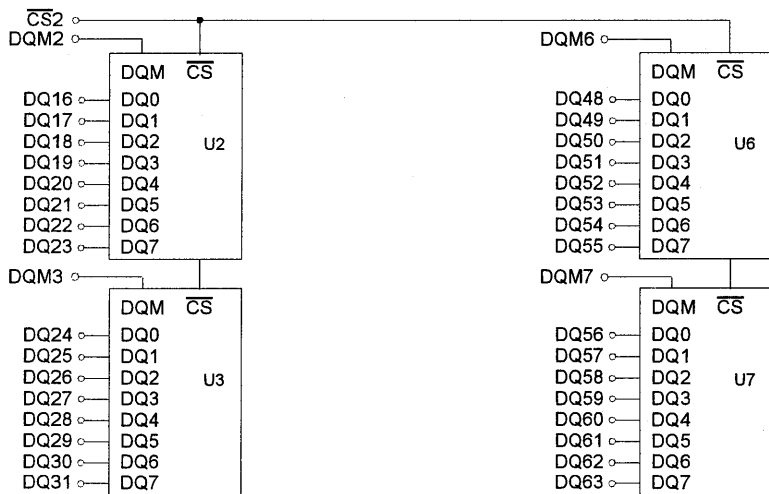 CS2
DQM2 DQM6
DQM CS DQM CS
DQ16 DQ0 DQ48 DQ0
DQ17 DQ1 DQ49 DQ1
DQ18 DQ2 U2 DQ50 DQ2 U6
DQ19 DQ3 DQ51 DQ3
DQ20 DQ4 DQ52 DQ4
DQ21 DQ5 DQ53 DQ5
DQ22 DQ6 DQ54 DQ6
DQ23 DQ7 DQ55 DQ7
DQM3 DQM7
DQM CS DQM CS
DQ24 DQ0 DQ56 DQ0
DQ25 DQ1 DQ57 DQ1
DQ26 DQ2 U3 DQ58 DQ2 U7
DQ27 DQ3 DQ59 DQ3
DQ28 DQ4 DQ60 DQ4
DQ29 DQ5 DQ61 DQ5
DQ30 DQ6 DQ62 DQ6
DQ31 DQ7 DQ63 DQ7